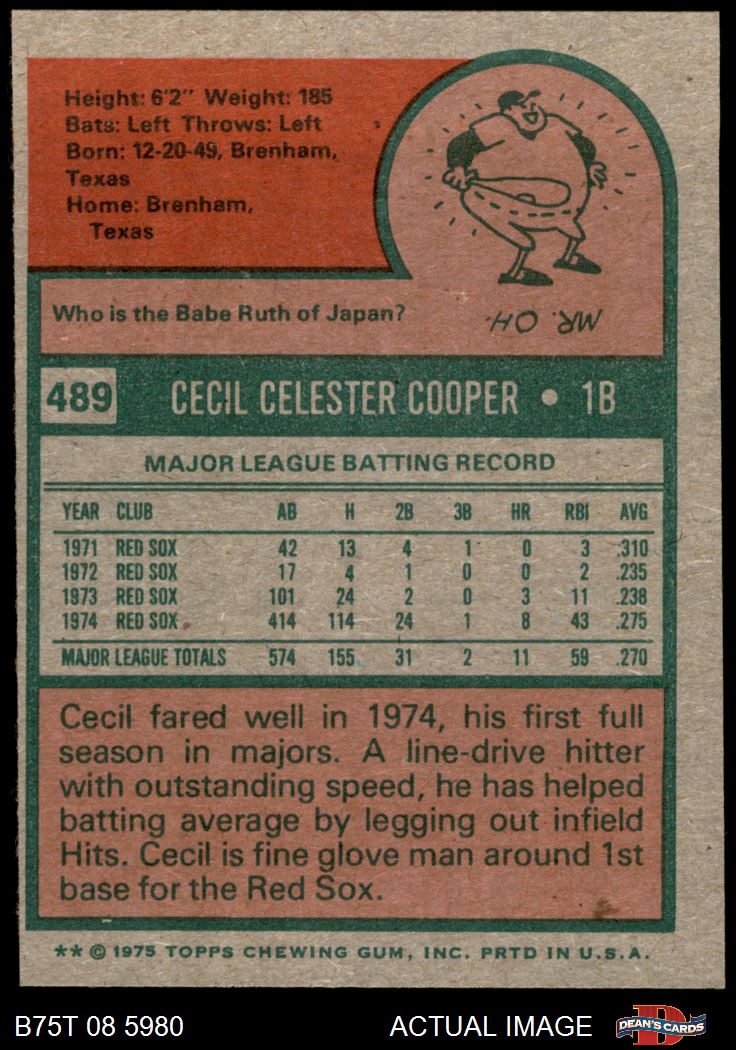 Height: 6'2" Weight: 185
Bats: Left Throws: Left
Born: 12-20-49, Brenham,
Texas
Home: Brenham,
Texas
Who is the Babe Ruth of Japan?
MR. OH.
489 CECIL CELESTER COOPER • 1B
MAJOR LEAGUE BATTING RECORD
YEAR CLUB AB H 2B 3B HR RBI AVG
1971 RED SOX 42 13 4 1 0 3 .310
1972 RED SOX 17 4 1 0 0 2 .235
1973 RED SOX 101 24 2 0 3 11 .238
1974 RED SOX 414 114 24 1 8 43 .275
MAJOR LEAGUE TOTALS 574 155 31 2 11 59 .270
Cecil fared well in 1974, his first full
season in majors. A line-drive hitter
with outstanding speed, he has helped
batting average by legging out infield
Hits. Cecil is fine glove man around 1st
base for the Red Sox.
** © 1975 TOPPS CHEWING GUM, INC. PRTD IN U.S.A.
B75T 08 5980 ACTUAL IMAGE
D
DEAN'S CARDS